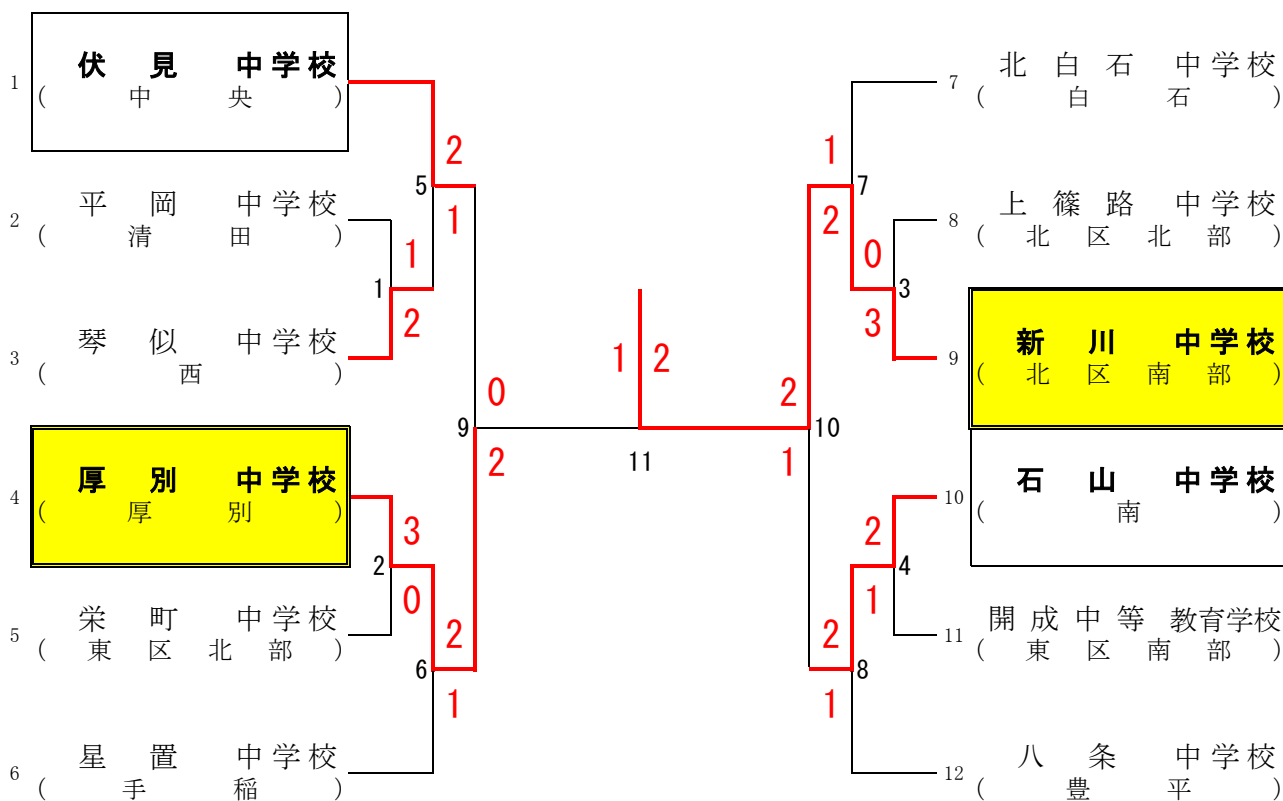 1 伏見中学校
(中央)
2 平岡中学校
(清田)
3 琴似中学校
(西)
4 厚別中学校
(厚別)
5 栄町中学校
(東区北部)
6 星置中学校
(手稲)
5
2
1
1
1
2
2
3
0
6
2
1
9
0
2
1 2
11
10
2
1
7
1
2
3
0
3
4
2
1
8
2
1
7 北白石中学校
(白石)
8 上篠路中学校
(北区北部)
9 新川中学校
(北区南部)
10 石山中学校
(南)
11 開成中等教育学校
(東区南部)
12 八条中学校
(豊平)